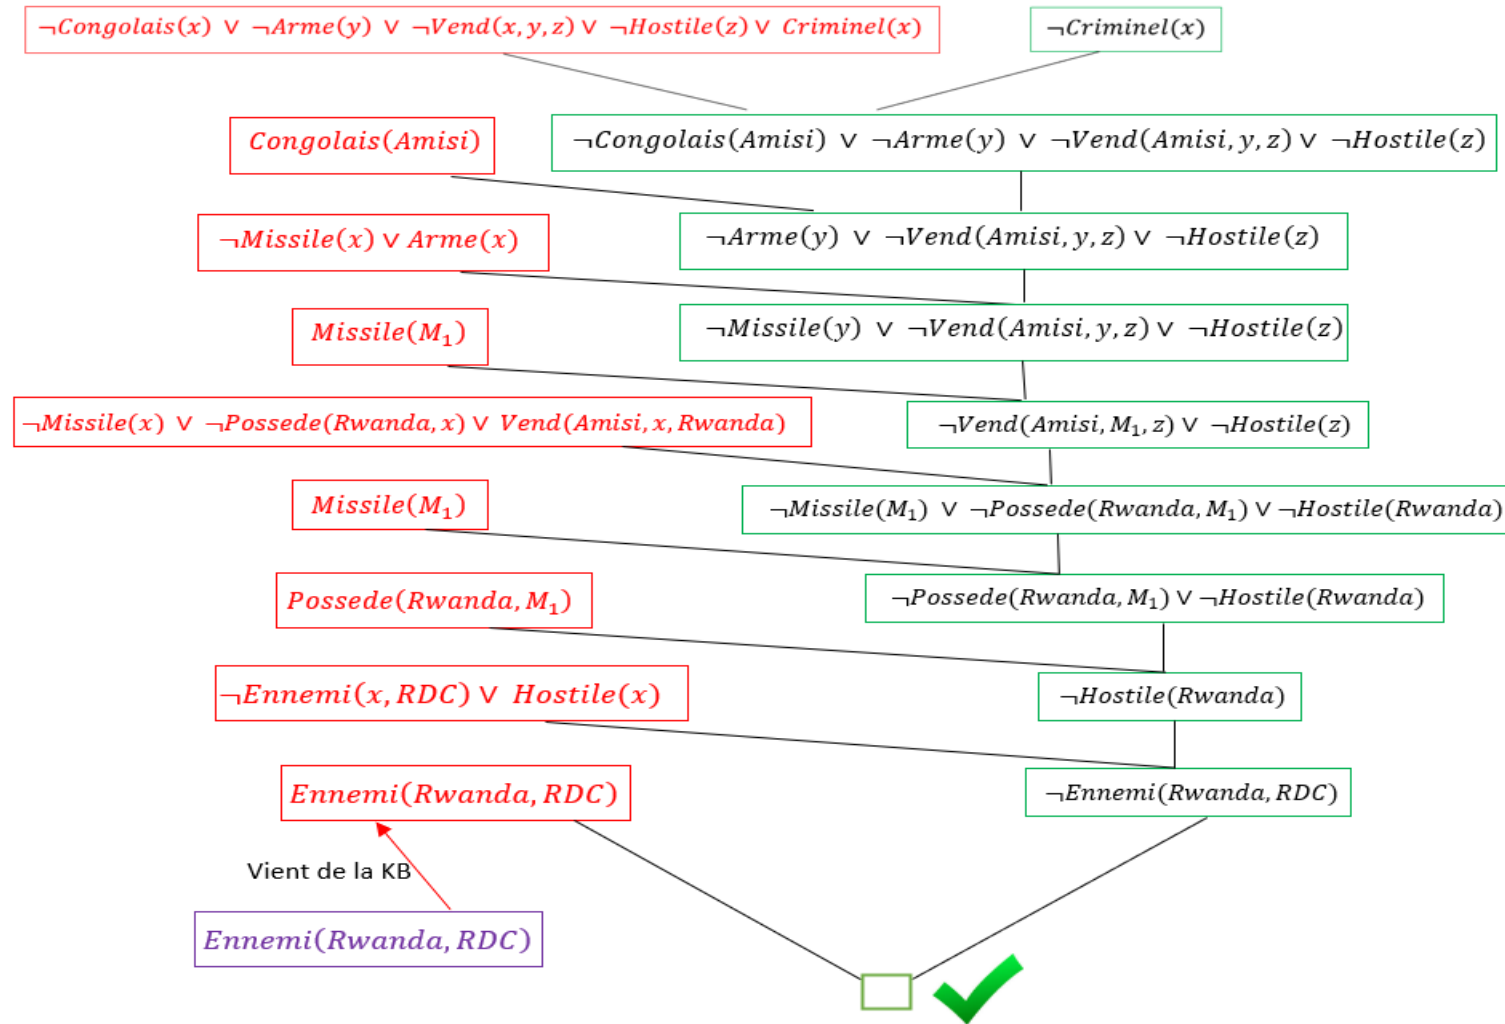 ¬Congolais(x) ∨ ¬Arme(y) ∨ ¬Vend(x, y, z) ∨ ¬Hostile(z) ∨ Criminel(x)
¬Criminel(x)
Congolais(Amisi)
¬Congolais(Amisi) ∨ ¬Arme(y) ∨ ¬Vend(Amisi, y, z) ∨ ¬Hostile(z)
¬Missile(x) ∨ Arme(x)
¬Arme(y) ∨ ¬Vend(Amisi, y, z) ∨ ¬Hostile(z)
Missile(M₁)
¬Missile(y) ∨ ¬Vend(Amisi, y, z) ∨ ¬Hostile(z)
¬Missile(x) ∨ ¬Possede(Rwanda, x) ∨ Vend(Amisi, x, Rwanda)
¬Vend(Amisi, M₁, z) ∨ ¬Hostile(z)
Missile(M₁)
¬Missile(M₁) ∨ ¬Possede(Rwanda, M₁) ∨ ¬Hostile(Rwanda)
Possede(Rwanda, M₁)
¬Possede(Rwanda, M₁) ∨ ¬Hostile(Rwanda)
¬Ennemi(x, RDC) ∨ Hostile(x)
¬Hostile(Rwanda)
Ennemi(Rwanda, RDC)
¬Ennemi(Rwanda, RDC)
Vient de la KB
Ennemi(Rwanda, RDC)